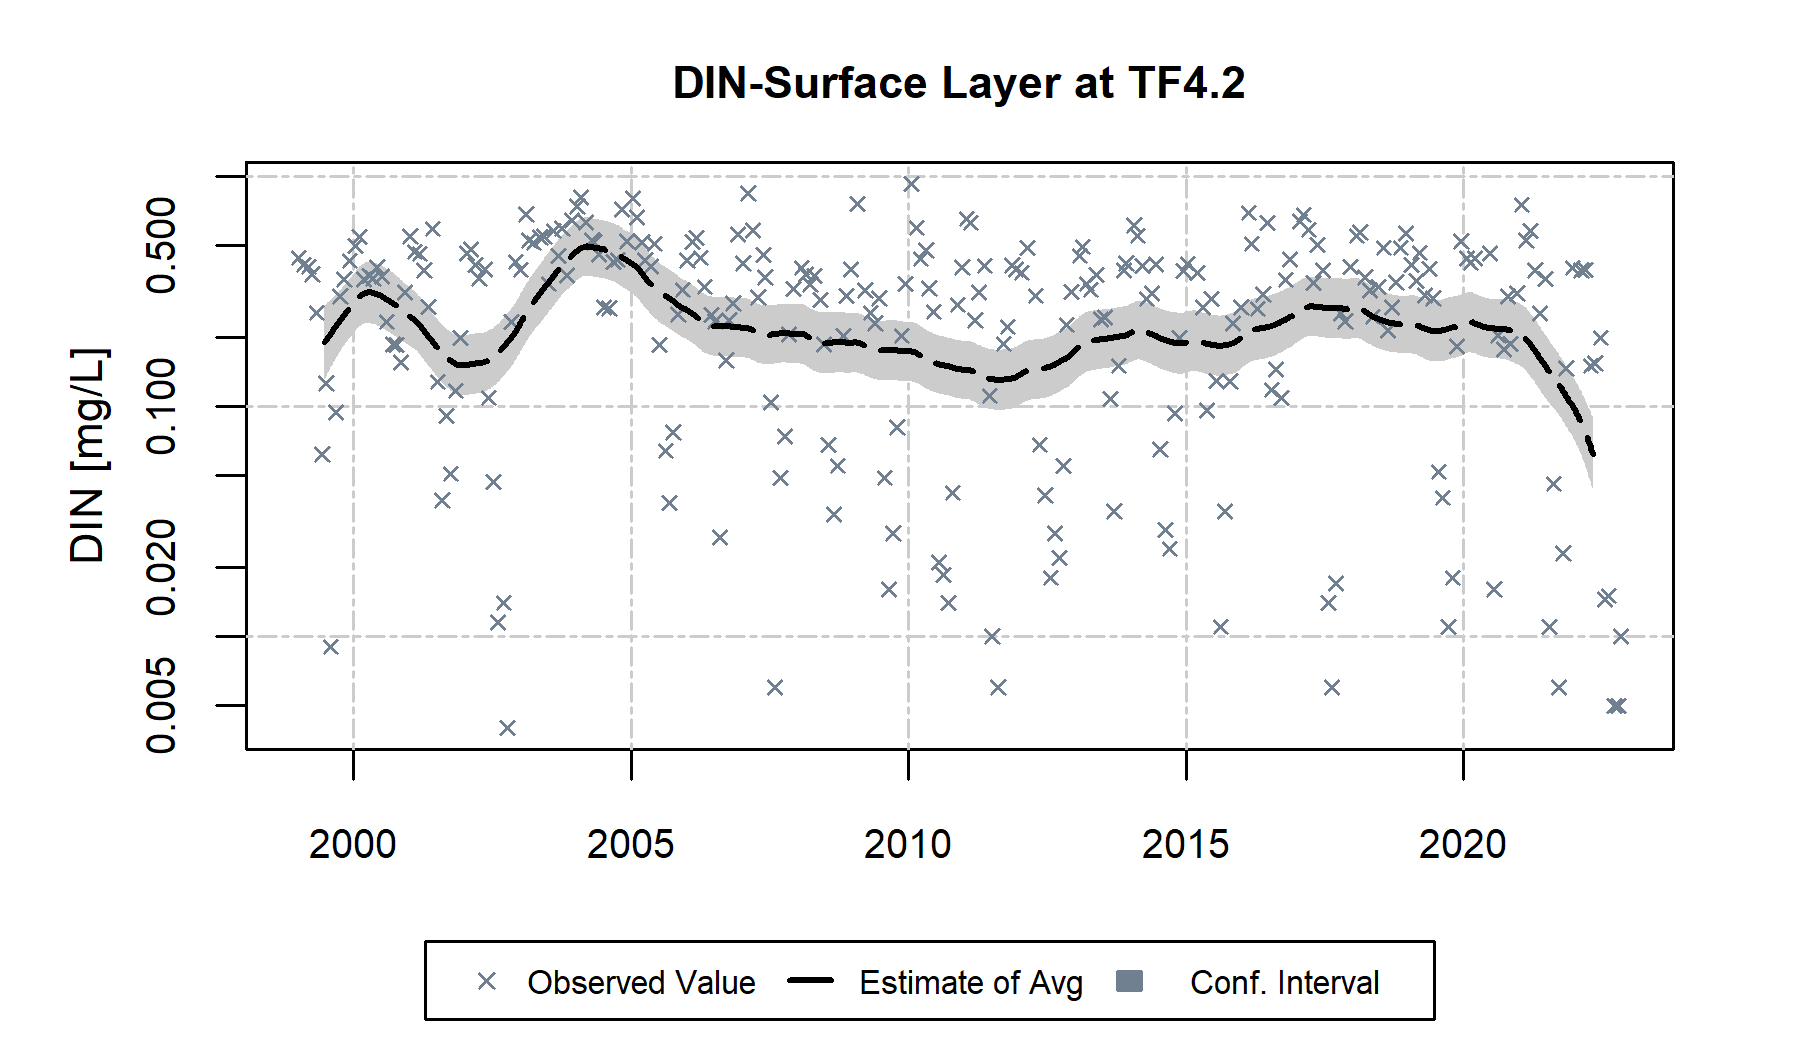 DIN-Surface Layer at TF4.2
DIN [mg/L]
0.500
0.100
0.020
0.005
2000 2005 2010 2015 2020
Observed Value Estimate of Avg Conf. Interval